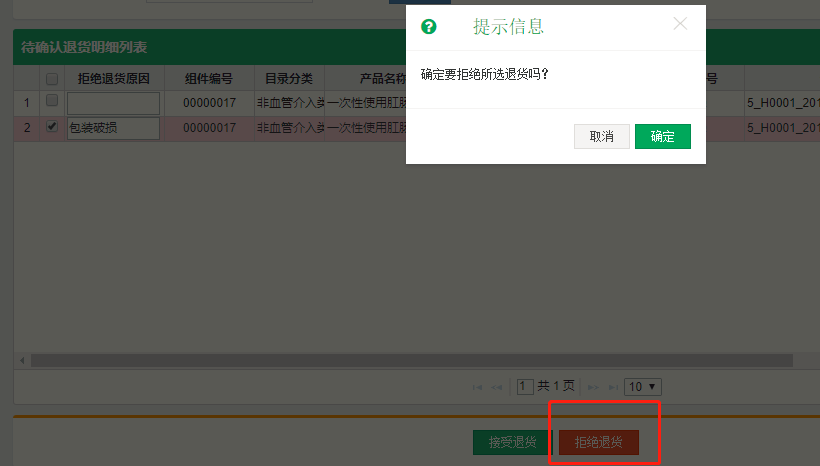 提示信息
确定要拒绝所选退货吗？
取消 确定
待确认退货明细列表
拒绝退货原因 组件编号 目录分类 产品名称 号
1 00000017 非血管介入类 一次性使用肛肠 5_H0001_201
2 包装破损 00000017 非血管介入类 一次性使用肛肠 5_H0001_201
1 共 1 页 10
接受退货 拒绝退货